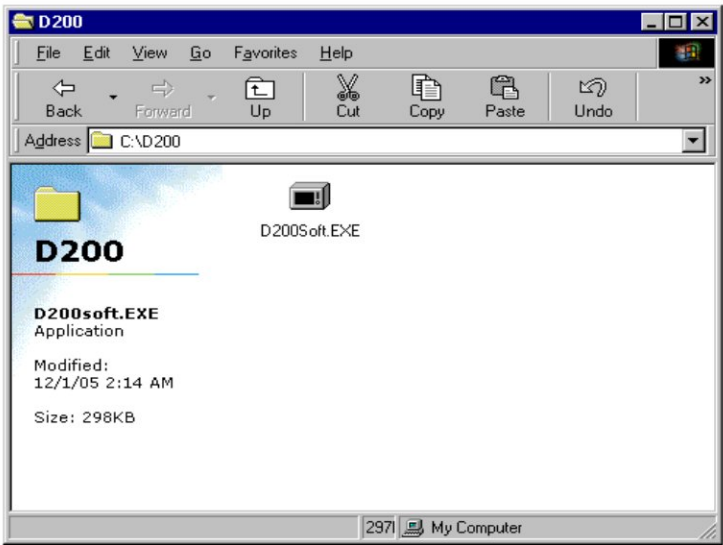 D200
File Edit View Go Favorites Help
Back Forward Up Cut Copy Paste Undo »
Address C:\D200
D200Soft.EXE
D200
D200soft.EXE
Application
Modified:
12/1/05 2:14 AM
Size: 298KB
My Computer